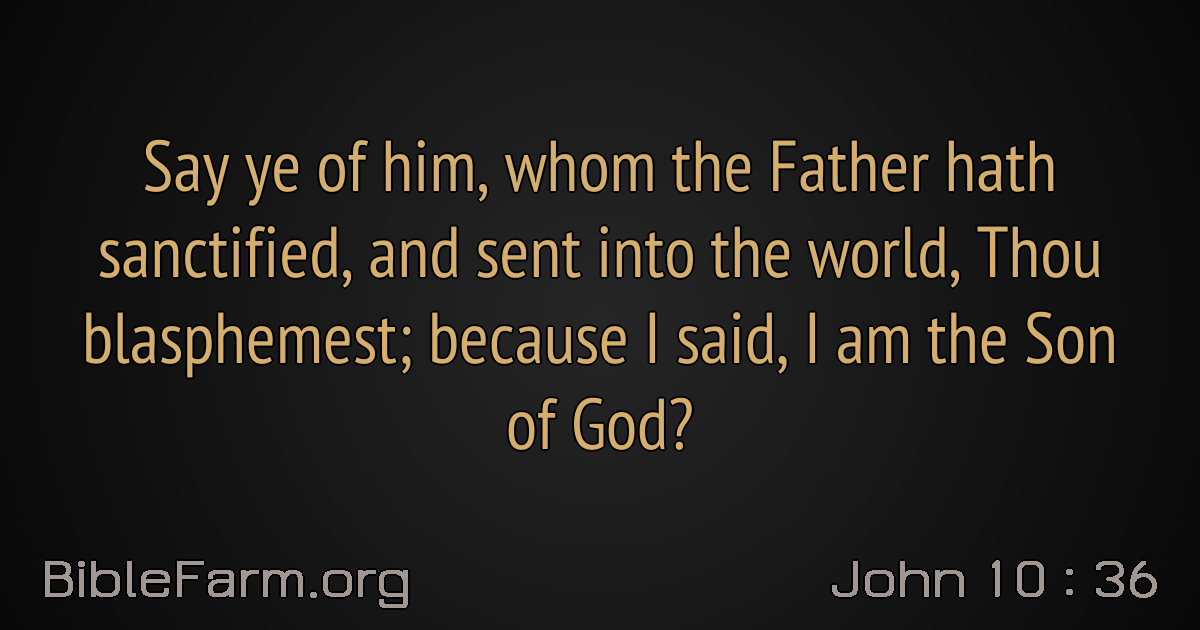 Say ye of him, whom the Father hath
sanctified, and sent into the world, Thou
blasphemest; because I said, I am the Son
of God?
BibleFarm.org
John 10 : 36